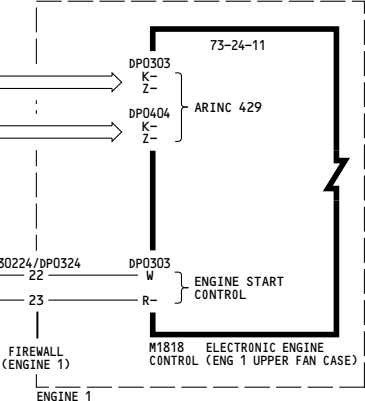 73-24-11
DP0303
K-
Z-
ARINC 429
DP0404
K-
Z-
30224/DP0324
DP0303
22
W
ENGINE START
CONTROL
23
R-
FIREWALL
(ENGINE 1)
M1818 ELECTRONIC ENGINE
CONTROL (ENG 1 UPPER FAN CASE)
ENGINE 1